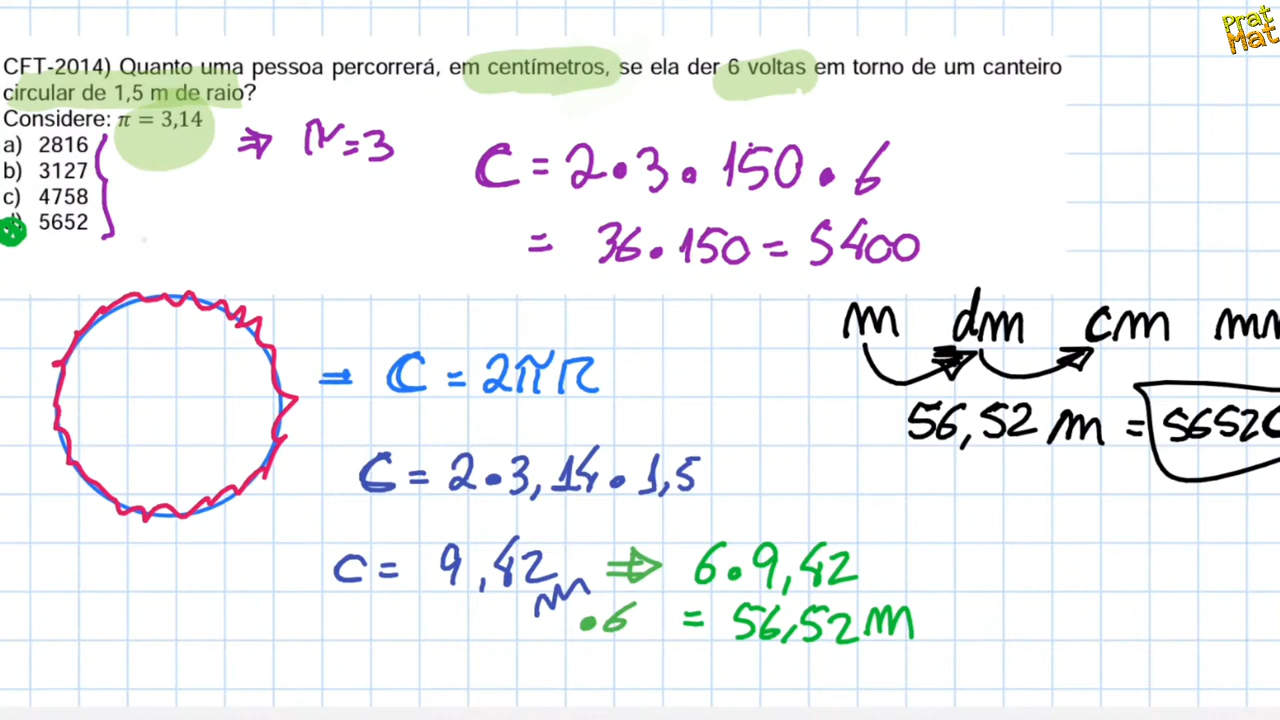 Prat
Mat
CFT-2014) Quanto uma pessoa percorrerá, em centímetros, se ela der 6 voltas em torno de um canteiro
circular de 1,5 m de raio?
Considere: π = 3,14
a) 2816
b) 3127
c) 4758
d) 5652
⇒ π = 3
C = 2 · 3 · 150 · 6
= 36 · 150 = 5400
m dm cm mm
56,52 m = 5652c
⇒ C = 2πR
C = 2 · 3,14 · 1,5
C = 9,42 m ⇒ 6 · 9,42
· 6 = 56,52 m